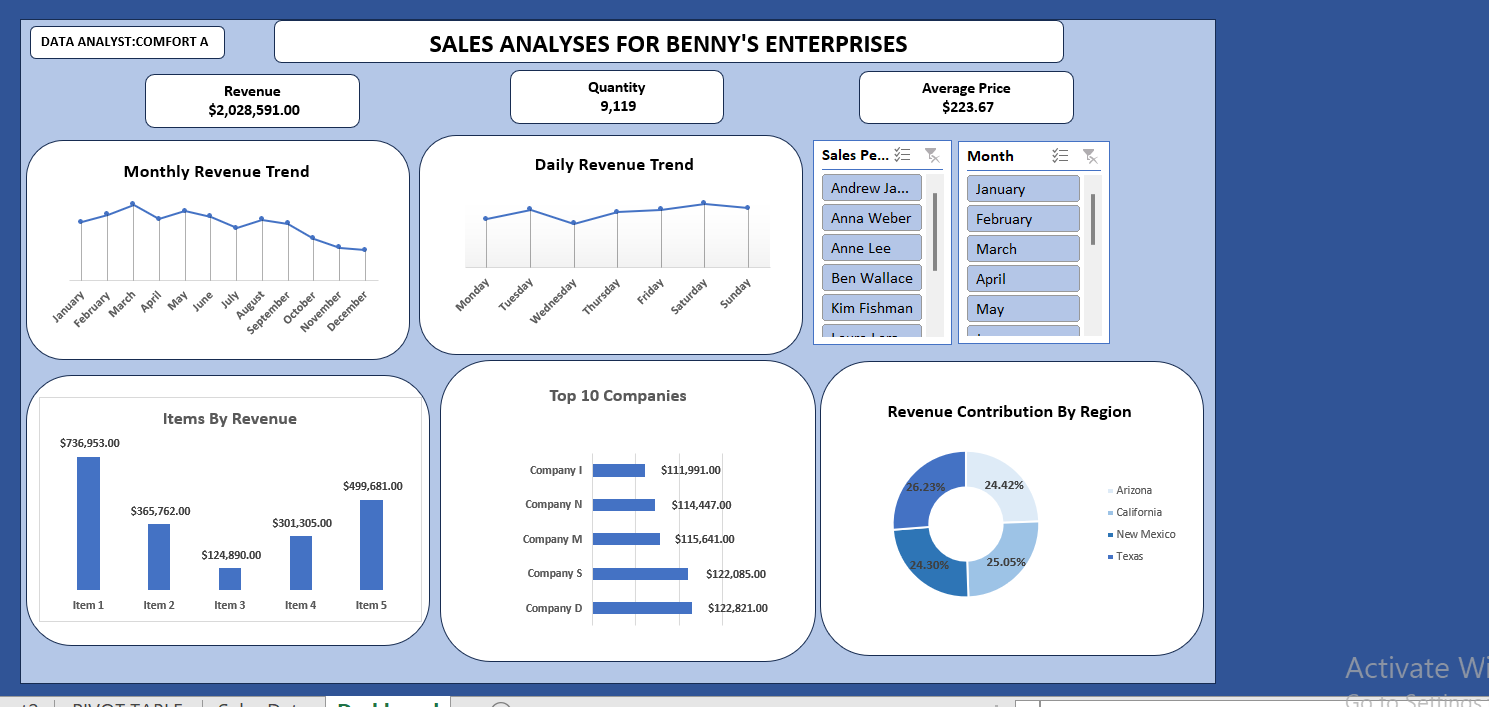 DATA ANALYST:COMFORT A
SALES ANALYSES FOR BENNY'S ENTERPRISES
Revenue
$2,028,591.00
Quantity
9,119
Average Price
$223.67
Monthly Revenue Trend
January
February
March
April
May
June
July
August
September
October
November
December
Daily Revenue Trend
Monday
Tuesday
Wednesday
Thursday
Friday
Saturday
Sunday
Sales Pe...
Andrew Ja...
Anna Weber
Anne Lee
Ben Wallace
Kim Fishman
Month
January
February
March
April
May
Items By Revenue
$736,953.00
$365,762.00
$124,890.00
$301,305.00
$499,681.00
Item 1
Item 2
Item 3
Item 4
Item 5
Top 10 Companies
Company I
$111,991.00
Company N
$114,447.00
Company M
$115,641.00
Company S
$122,085.00
Company D
$122,821.00
Revenue Contribution By Region
26.23%
24.42%
24.30%
25.05%
Arizona
California
New Mexico
Texas
Activate Wi
Go to Settings
PIVOT TABLE
Dashboard